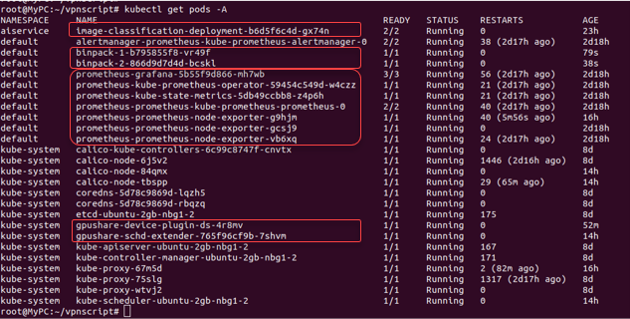 root@MyPC:~/vpnscript# kubectl get pods -A
NAMESPACE NAME READY STATUS RESTARTS AGE
aiservice image-classification-deployment-b6d5f6c4d-gx74n 2/2 Running 0 23h
default alertmanager-prometheus-kube-prometheus-alertmanager-0 2/2 Running 38 (2d17h ago) 2d18h
default binpack-1-b795855f8-vr49f 1/1 Running 0 79s
default binpack-2-866d9d7d4d-bcskl 1/1 Running 0 38s
default prometheus-grafana-5b55f9d866-mh7wb 3/3 Running 56 (2d17h ago) 2d18h
default prometheus-kube-prometheus-operator-59454c549d-w4czz 1/1 Running 21 (2d17h ago) 2d18h
default prometheus-kube-state-metrics-5db49ccbb8-z4p6h 1/1 Running 21 (2d17h ago) 2d18h
default prometheus-prometheus-kube-prometheus-prometheus-0 2/2 Running 40 (2d17h ago) 2d18h
default prometheus-prometheus-node-exporter-g9hjm 1/1 Running 40 (5m56s ago) 16h
default prometheus-prometheus-node-exporter-gcsj9 1/1 Running 0 2d18h
default prometheus-prometheus-node-exporter-vb6xq 1/1 Running 24 (2d17h ago) 2d18h
kube-system calico-kube-controllers-6c99c8747f-cnvtx 1/1 Running 0 8d
kube-system calico-node-6j5v2 1/1 Running 1446 (2d16h ago) 8d
kube-system calico-node-84qmx 1/1 Running 0 14h
kube-system calico-node-tbspp 1/1 Running 29 (65m ago) 14h
kube-system coredns-5d78c9869d-lqzh5 1/1 Running 0 8d
kube-system coredns-5d78c9869d-rbqzq 1/1 Running 0 8d
kube-system etcd-ubuntu-2gb-nbg1-2 1/1 Running 175 8d
kube-system gpushare-device-plugin-ds-4r8mv 1/1 Running 0 52m
kube-system gpushare-schd-extender-765f96cf9b-7shvm 1/1 Running 0 14h
kube-system kube-apiserver-ubuntu-2gb-nbg1-2 1/1 Running 167 8d
kube-system kube-controller-manager-ubuntu-2gb-nbg1-2 1/1 Running 171 8d
kube-system kube-proxy-67m5d 1/1 Running 2 (82m ago) 16h
kube-system kube-proxy-75slg 1/1 Running 1317 (2d17h ago) 8d
kube-system kube-proxy-wtvj2 1/1 Running 0 8d
kube-system kube-scheduler-ubuntu-2gb-nbg1-2 1/1 Running 179 8d
root@MyPC:~/vpnscript#